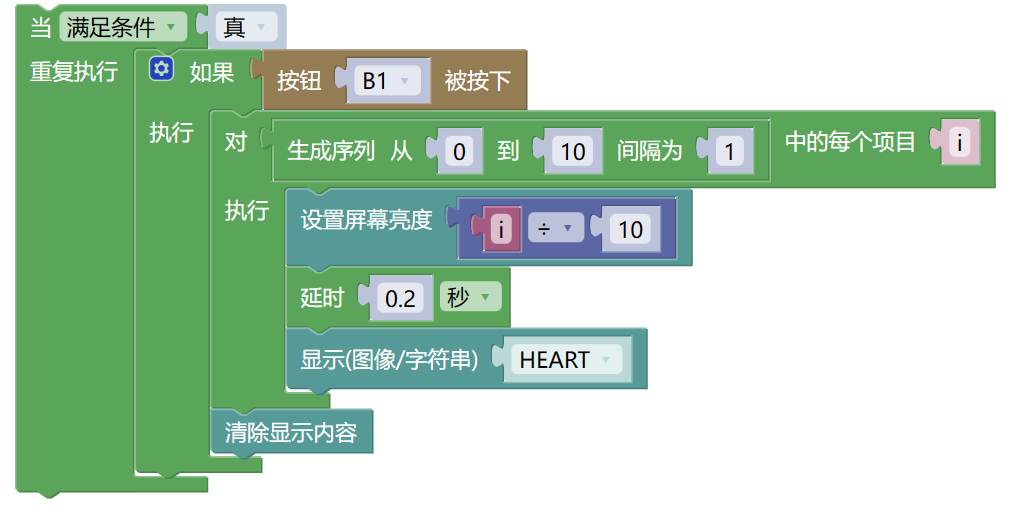 当 满足条件 真
重复执行 如果 按钮 B1 被按下
执行 对 生成序列 从 0 到 10 间隔为 1 中的每个项目 i
执行 设置屏幕亮度 i ÷ 10
延时 0.2 秒
显示(图像/字符串) HEART
清除显示内容